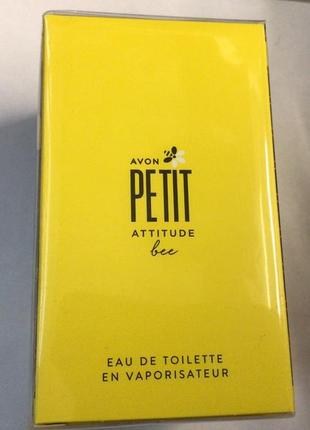 AVON
PETIT
ATTITUDE
bee
EAU DE TOILETTE
EN VAPORISATEUR